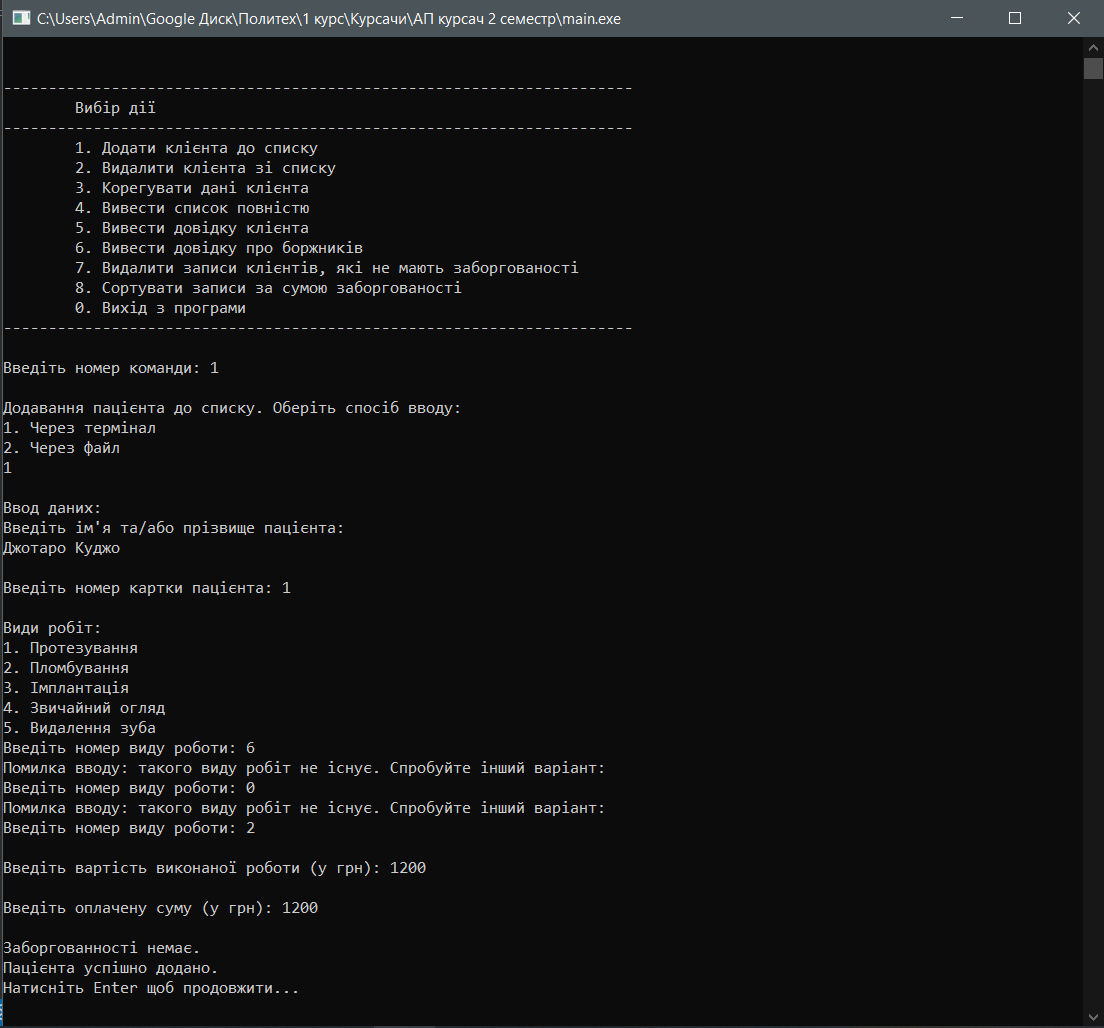 C:\Users\Admin\Google Диск\Политех\1 курс\Курсачи\АП курсач 2 семестр\main.exe
----------------------------------------------------------------------
Вибір дії
----------------------------------------------------------------------
1. Додати клієнта до списку
2. Видалити клієнта зі списку
3. Корегувати дані клієнта
4. Вивести список повністю
5. Вивести довідку клієнта
6. Вивести довідку про боржників
7. Видалити записи клієнтів, які не мають заборгованості
8. Сортувати записи за сумою заборгованості
0. Вихід з програми
----------------------------------------------------------------------
Введіть номер команди: 1
Додавання пацієнта до списку. Оберіть спосіб вводу:
1. Через термінал
2. Через файл
1
Ввод даних:
Введіть ім'я та/або прізвище пацієнта:
Джотаро Куджо
Введіть номер картки пацієнта: 1
Види робіт:
1. Протезування
2. Пломбування
3. Імплантація
4. Звичайний огляд
5. Видалення зуба
Введіть номер виду роботи: 6
Помилка вводу: такого виду робіт не існує. Спробуйте інший варіант:
Введіть номер виду роботи: 0
Помилка вводу: такого виду робіт не існує. Спробуйте інший варіант:
Введіть номер виду роботи: 2
Введіть вартість виконаної роботи (у грн): 1200
Введіть оплачену суму (у грн): 1200
Заборгованності немає.
Пацієнта успішно додано.
Натисніть Enter щоб продовжити...